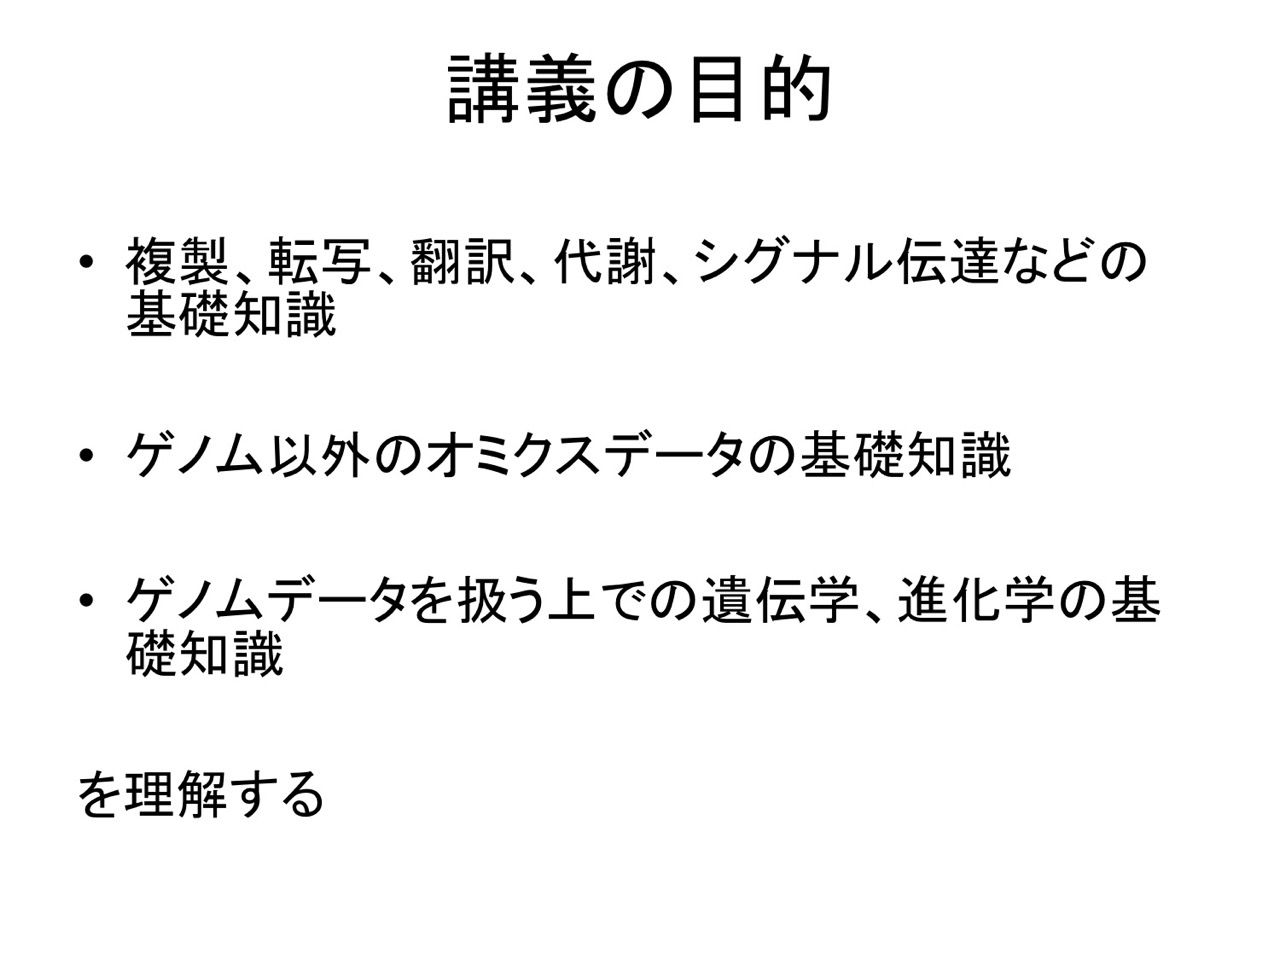 講義の目的
• 複製、転写、翻訳、代謝、シグナル伝達などの
基礎知識
• ゲノム以外のオミクスデータの基礎知識
• ゲノムデータを扱う上での遺伝学、進化学の基
礎知識
を理解する